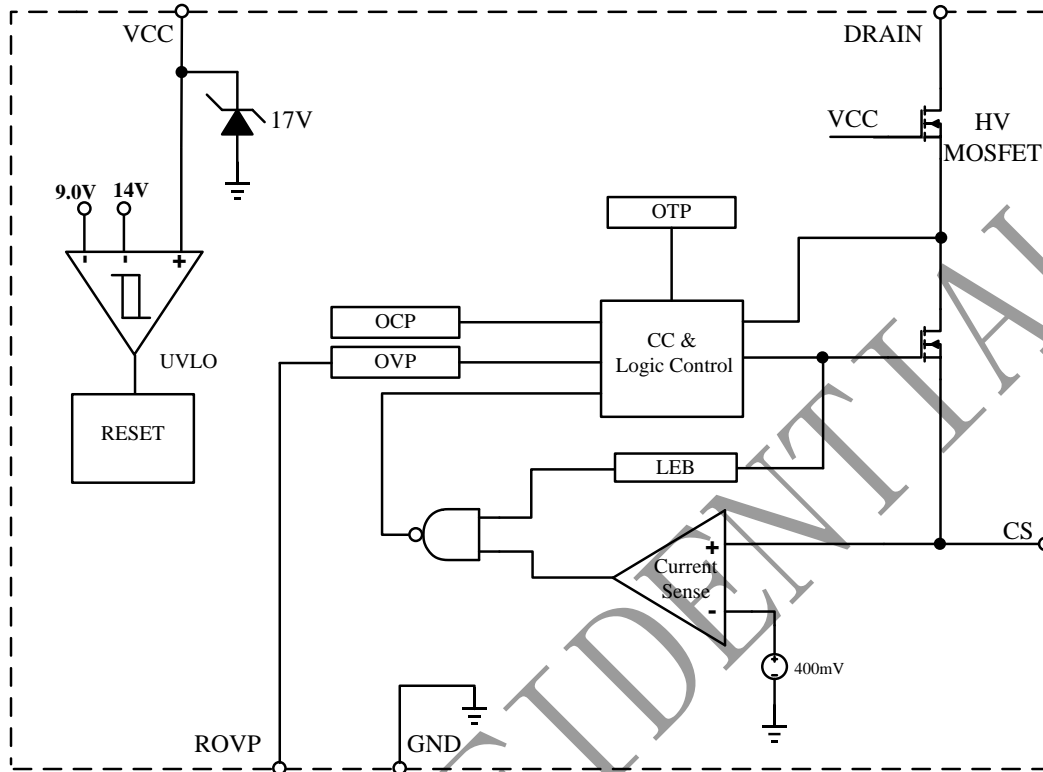 VCC
DRAIN
17V
VCC
HV
MOSFET
9.0V
14V
-
-
+
OTP
UVLO
OCP
OVP
CC &
Logic Control
RESET
LEB
CS
+
Current
Sense
-
+
-
400mV
ROVP
GND
IDENTIAL